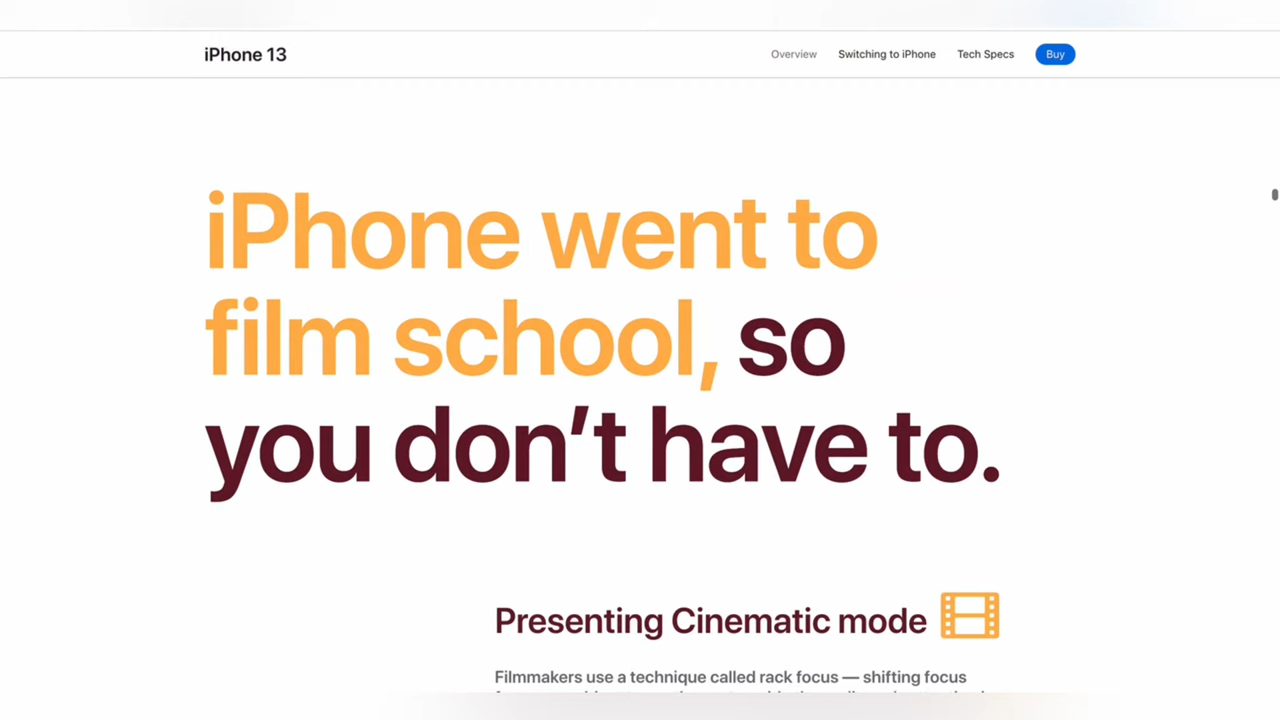 iPhone 13
Overview
Switching to iPhone
Tech Specs
Buy
iPhone went to
film school, so
you don’t have to.
Presenting Cinematic mode
Filmmakers use a technique called rack focus — shifting focus